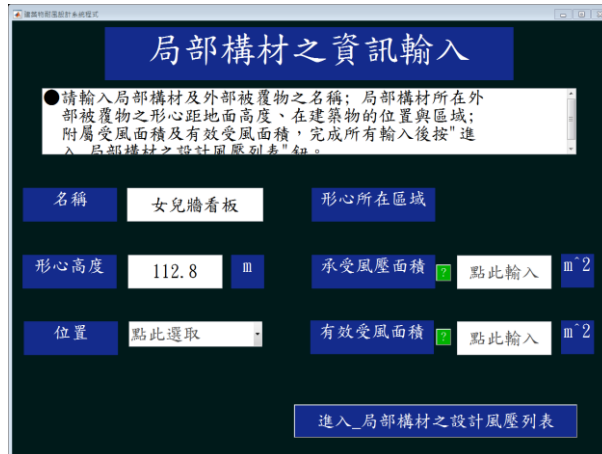 建築物耐風設計系統程式
局部構材之資訊輸入
●請輸入局部構材及外部被覆物之名稱; 局部構材所在外
部被覆物之形心距地面高度、在建築物的位置與區域;
附屬受風面積及有效受風面積，完成所有輸入後按"進
入_局部構材之設計風壓列表"鈕。
名稱 女兒牆看板 形心所在區域
形心高度 112.8 m 承受風壓面積 ? 點此輸入 m^2
位置 點此選取 有效受風面積 ? 點此輸入 m^2
進入_局部構材之設計風壓列表